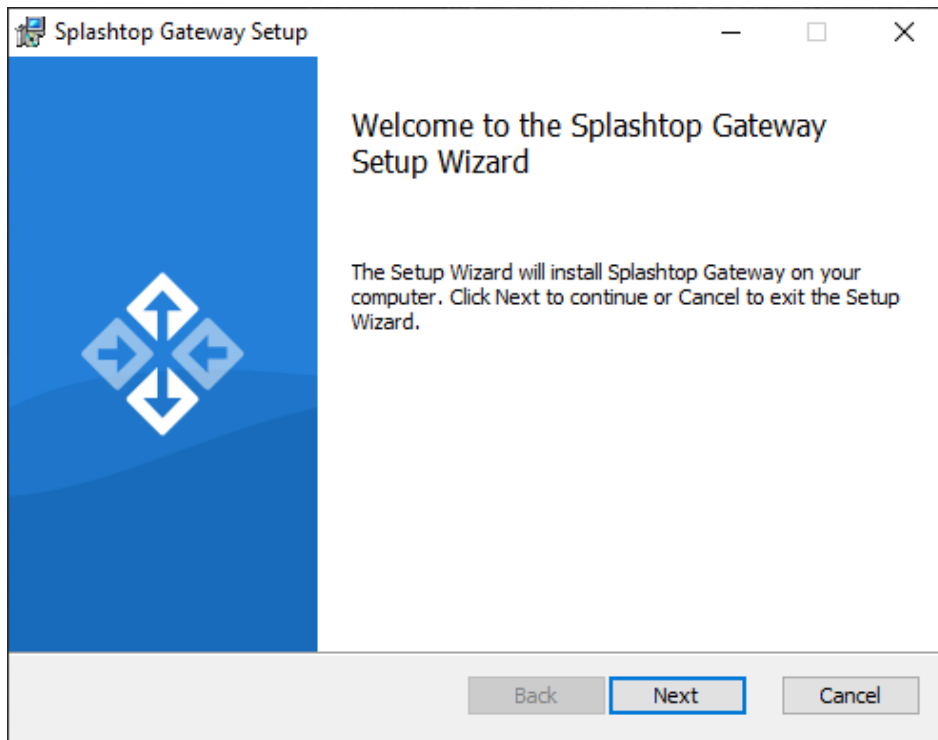 Splashtop Gateway Setup
Welcome to the Splashtop Gateway
Setup Wizard
The Setup Wizard will install Splashtop Gateway on your
computer. Click Next to continue or Cancel to exit the Setup
Wizard.
Back Next Cancel